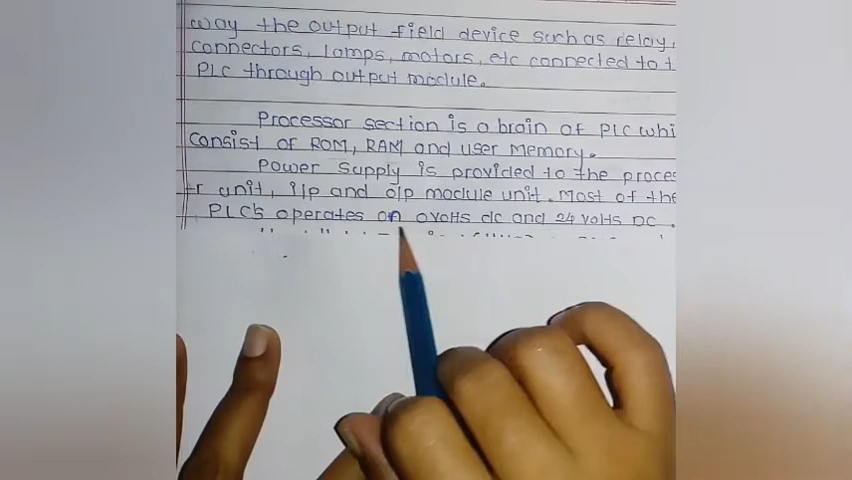 way the output field device such as relay,
connectors, lamps, motors, etc connected to t
PLC through output module.
Processor section is a brain of PLC whi
consist of ROM, RAM and user memory.
Power supply is provided to the proces
-r unit, i/p and o/p module unit. Most of the
PLC's operates on 0volts dc and 24 volts DC.